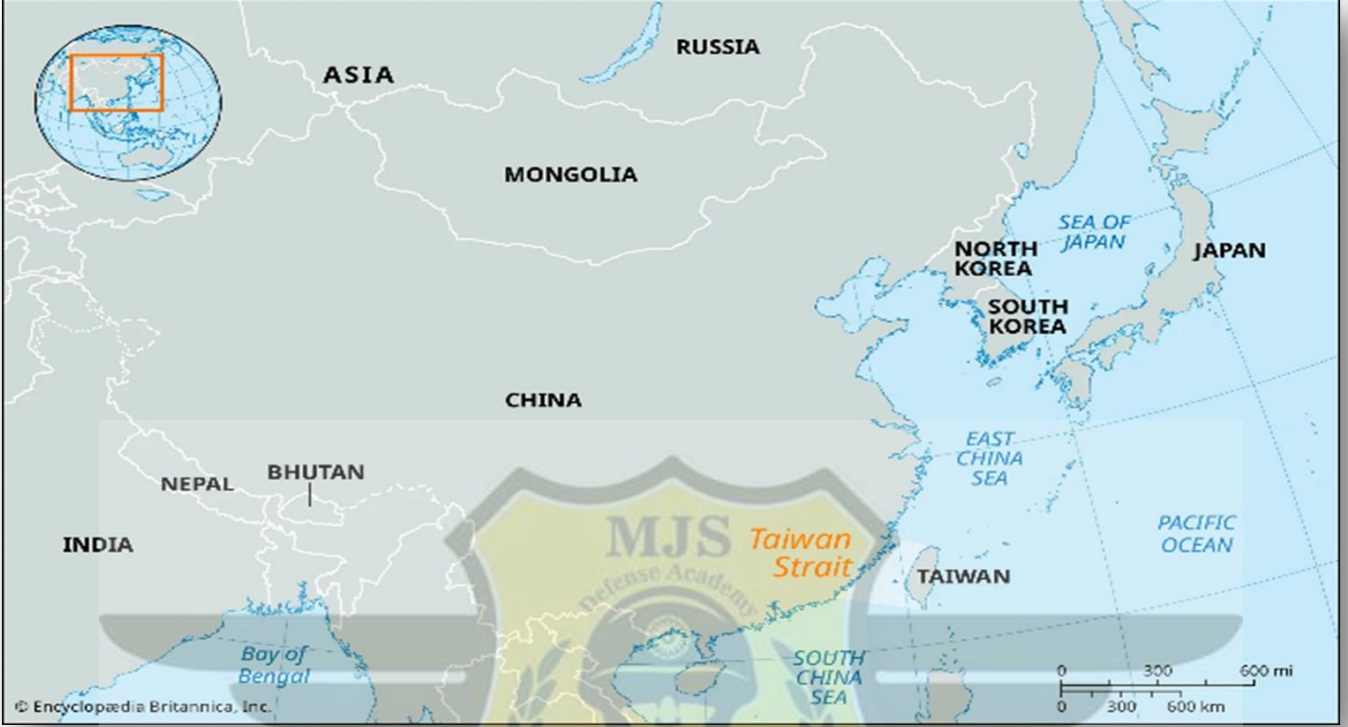 RUSSIA
ASIA
MONGOLIA
SEA OF
JAPAN
NORTH
KOREA
JAPAN
SOUTH
KOREA
CHINA
EAST
CHINA
SEA
NEPAL
BHUTAN
PACIFIC
OCEAN
INDIA
MJS
Defense Academy
Taiwan
Strait
TAIWAN
Bay of
Bengal
SOUTH
CHINA
SEA
0 300 600 mi
0 300 600 km
© Encyclopædia Britannica, Inc.